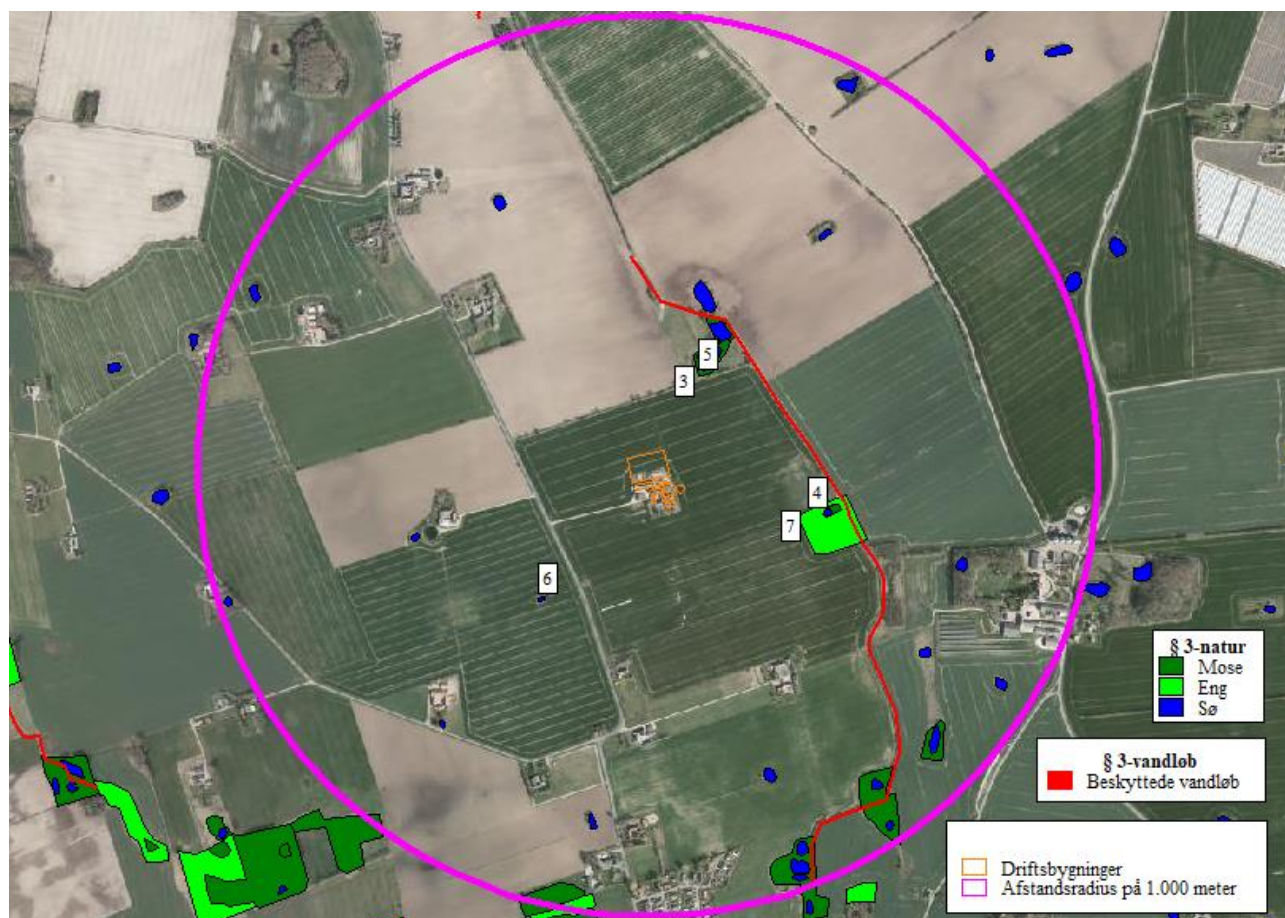 5
3
4
7
6
§ 3-natur
Mose
Eng
Sø
§ 3-vandløb
Beskyttede vandløb
Driftsbygninger
Afstandsradius på 1.000 meter